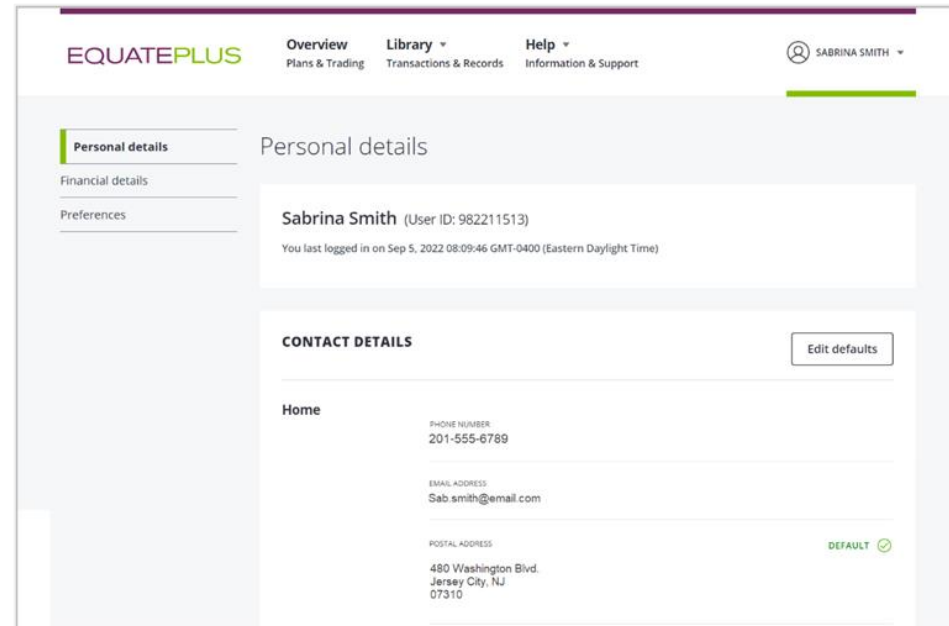 EQUATEPLUS
Overview
Plans & Trading
Library
Transactions & Records
Help
Information & Support
SABRINA SMITH
Personal details
Financial details
Preferences
Personal details
Sabrina Smith (User ID: 982211513)
You last logged in on Sep 5, 2022 08:09:46 GMT-0400 (Eastern Daylight Time)
CONTACT DETAILS
Edit defaults
Home
PHONE NUMBER
201-555-6789
EMAIL ADDRESS
Sab.smith@email.com
POSTAL ADDRESS
DEFAULT
480 Washington Blvd.
Jersey City, NJ
07310